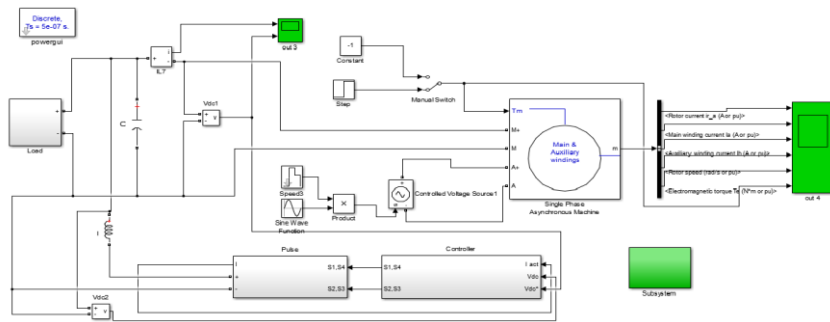 Discrete,
Ts = 5e-07 s.
powergui
Load
C
IL7
Vdc1
out 3
-1
Constant
Step
Manual Switch
Tm
M+
M
A+
A
m
Main &
Auxiliary
windings
Single Phase
Asynchronous Machine
Speed3
Sine Wave
Function
×
Product
Controlled Voltage Source1
<Rotor current ir_a (A or pu)>
<Main winding current Ia (A or pu)>
<Auxiliary winding current Ih (A or pu)>
<Rotor speed (rad/s or pu)>
<Electromagnetic torque Te (N*m or pu)>
out 4
Pulse
I
+
-
S1,S4
S2,S3
Controller
S1,S4
S2,S3
I act
Vdc
Vdc*
Vdc2
Subsystem